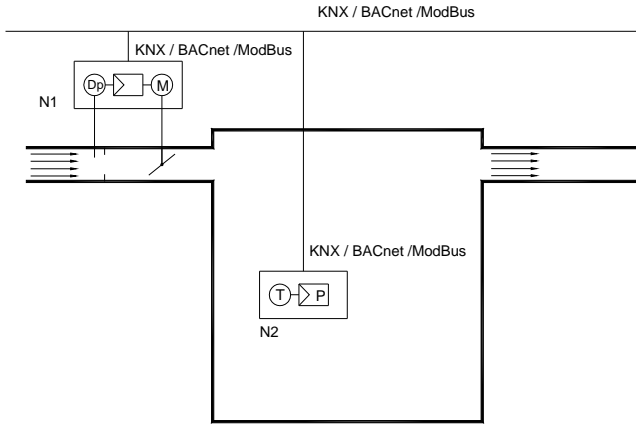 KNX / BACnet /ModBus
KNX / BACnet /ModBus
Dp M
N1
KNX / BACnet /ModBus
T P
N2